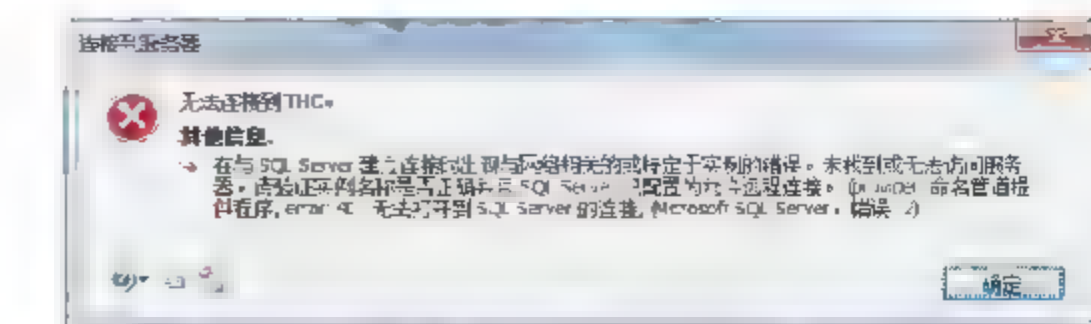 连接到服务器
无法连接到 THC。
其他信息:
在与 SQL Server 建立连接时出现与网络相关的或特定于实例的错误。未找到或无法访问服务
器。请验证实例名称是否正确并且 SQL Server 已配置为允许远程连接。 命名管道提
供程序, error: 40 - 无法打开到 SQL Server 的连接) (Microsoft SQL Server, 错误: 2)
确定